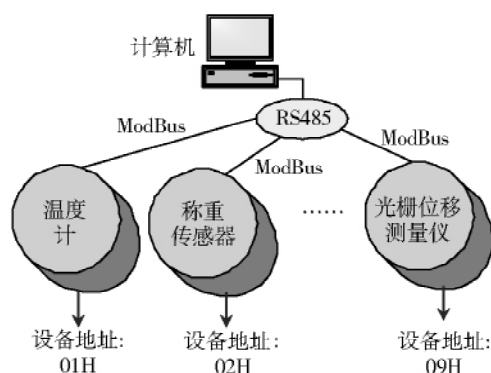 计算机
RS485
ModBus
ModBus
ModBus
温度
计
称重
传感器
……
光栅位移
测量仪
设备地址:
01H
设备地址:
02H
设备地址:
09H